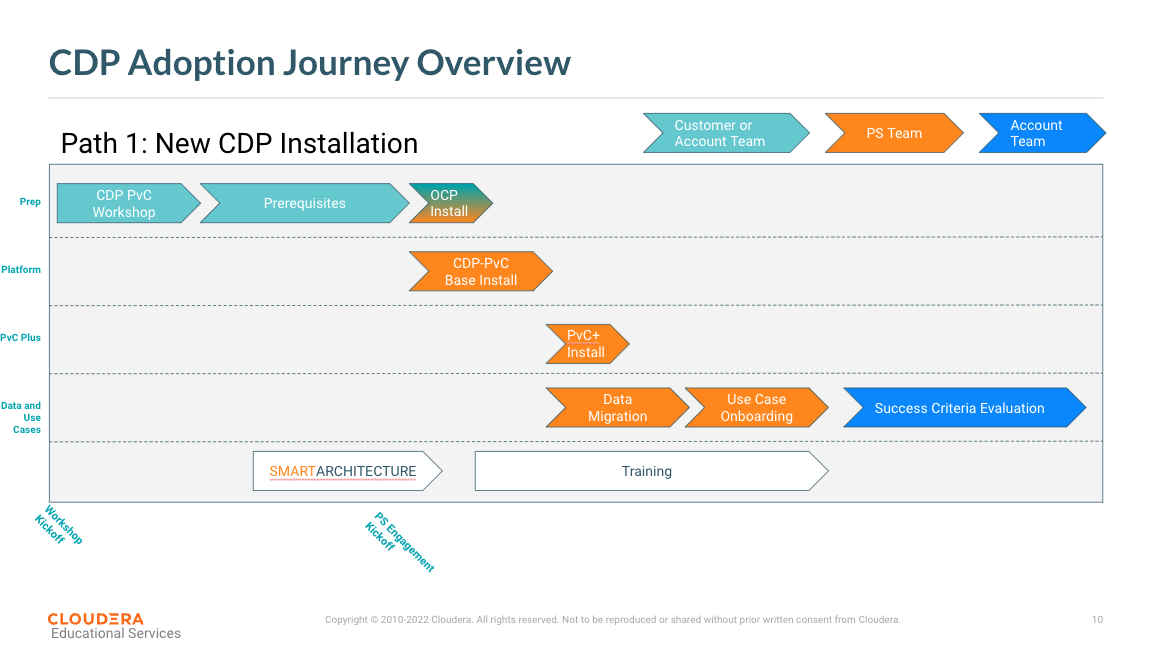 CDP Adoption Journey Overview
Path 1: New CDP Installation
Customer or
Account Team
PS Team
Account
Team
Prep
CDP PvC
Workshop
Prerequisites
OCP
Install
Platform
CDP-PvC
Base Install
PvC Plus
PvC+
Install
Data and
Use
Cases
Data
Migration
Use Case
Onboarding
Success Criteria Evaluation
SMARTARCHITECTURE
Training
Workshop
Kickoff
PS Engagement
Kickoff
CLOUDERA
Educational Services
Copyright © 2010-2022 Cloudera. All rights reserved. Not to be reproduced or shared without prior written consent from Cloudera.
10